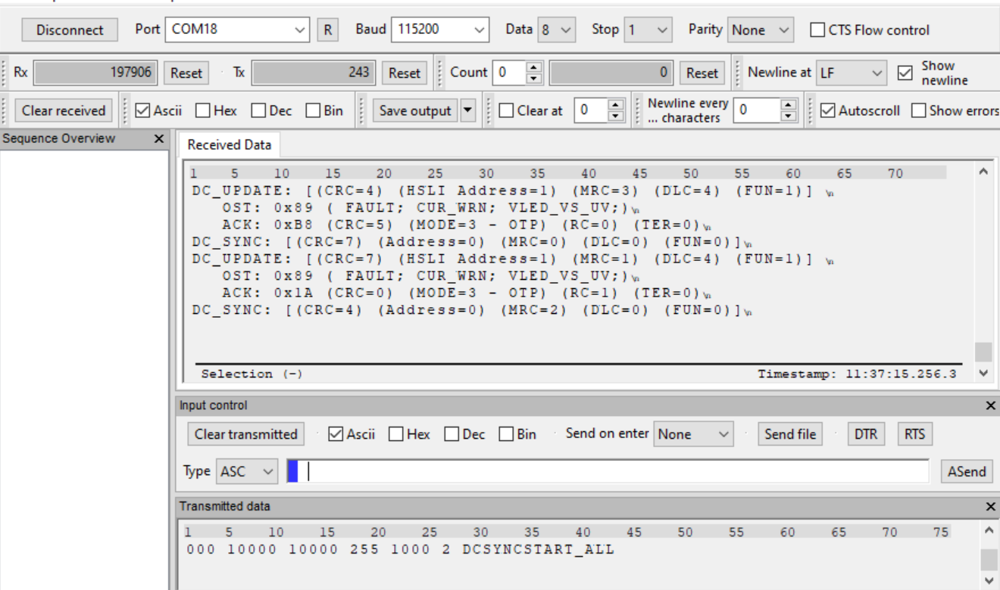 Disconnect Port COM18 R Baud 115200 Data 8 Stop 1 Parity None CTS Flow control
Rx 197906 Reset Tx 243 Reset Count 0 0 Reset Newline at LF Show newline
Clear received Ascii Hex Dec Bin Save output Clear at 0 Newline every ... characters 0 Autoscroll Show errors
Sequence Overview X
Received Data
1 5 10 15 20 25 30 35 40 45 50 55 60 65 70
DC_UPDATE: [(CRC=4) (HSLI Address=1) (MRC=3) (DLC=4) (FUN=1)] \n
OST: 0x89 ( FAULT; CUR_WRN; VLED_VS_UV;)\n
ACK: 0xB8 (CRC=5) (MODE=3 - OTP) (RC=0) (TER=0)\n
DC_SYNC: [(CRC=7) (Address=0) (MRC=0) (DLC=0) (FUN=0)]\n
DC_UPDATE: [(CRC=7) (HSLI Address=1) (MRC=1) (DLC=4) (FUN=1)] \n
OST: 0x89 ( FAULT; CUR_WRN; VLED_VS_UV;)\n
ACK: 0x1A (CRC=0) (MODE=3 - OTP) (RC=1) (TER=0)\n
DC_SYNC: [(CRC=4) (Address=0) (MRC=2) (DLC=0) (FUN=0)]\n
Selection (-) Timestamp: 11:37:15.256.3
Input control X
Clear transmitted Ascii Hex Dec Bin Send on enter None Send file DTR RTS
Type ASC ASend
Transmitted data X
1 5 10 15 20 25 30 35 40 45 50 55 60 65 70 75
000 10000 10000 255 1000 2 DCSYNCSTART_ALL